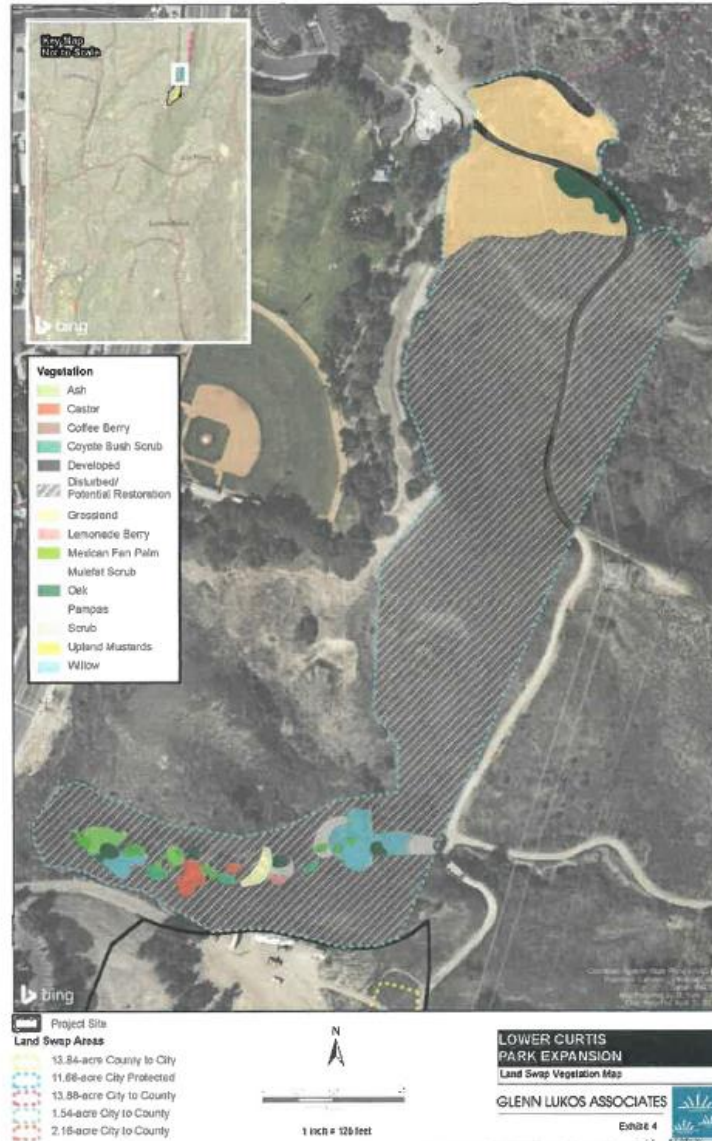 Key Map
Not to Scale
bing
Vegetation
Ash
Castor
Coffee Berry
Coyote Bush Scrub
Developed
Disturbed/
Potential Restoration
Grassland
Lemonade Berry
Mexican Fan Palm
Mulefat Scrub
Oak
Pampas
Scrub
Upland Mustards
Willow
bing
Project Site
Land Swap Areas
13.84-acre County to City
11.66-acre City Protected
13.88-acre City to County
1.54-acre City to County
2.16-acre City to County
N
1 inch = 125 feet
LOWER CURTIS
PARK EXPANSION
Land Swap Vegetation Map
GLENN LUKOS ASSOCIATES
Exhibit 4